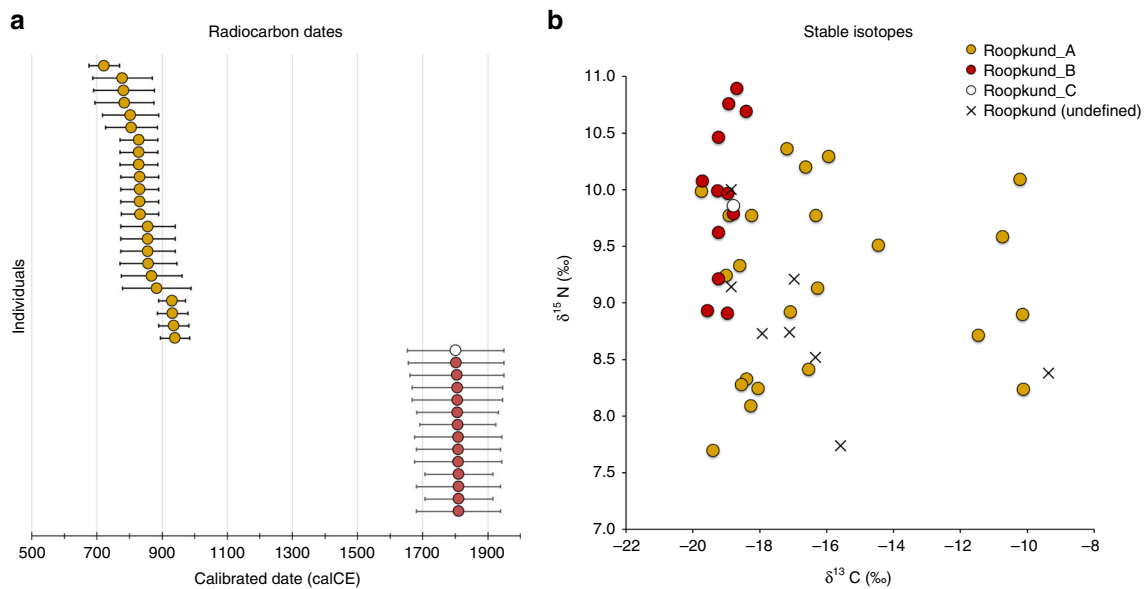 a
Radiocarbon dates
Individuals
500 700 900 1100 1300 1500 1700 1900
Calibrated date (calCE)
b
Stable isotopes
Roopkund_A
Roopkund_B
Roopkund_C
Roopkund (undefined)
11.0
10.5
10.0
9.5
9.0
8.5
8.0
7.5
7.0
δ¹⁵ N (‰)
−22 −20 −18 −16 −14 −12 −10 −8
δ¹³ C (‰)